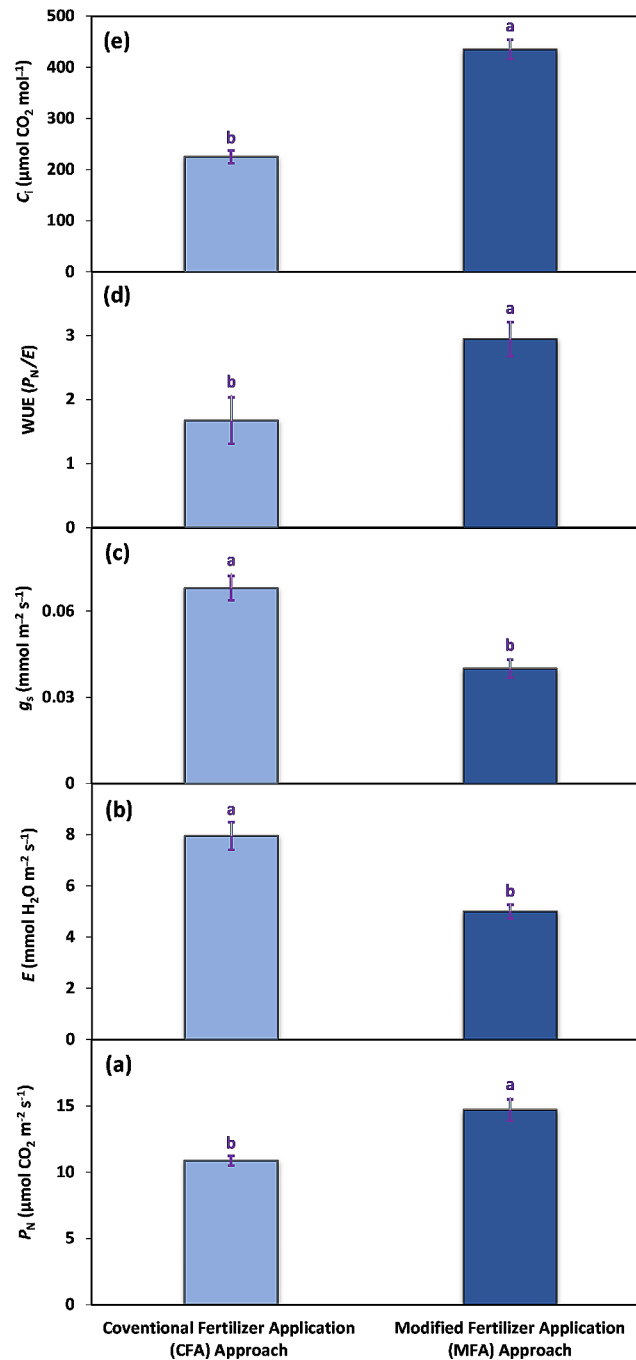 500
(e)
a
400
300
b
200
100
0
Cᵢ (µmol CO₂ mol⁻¹)
(d)
a
3
b
2
1
0
WUE (P_N/E)
(c)
a
0.06
b
0.03
0
gₛ (mmol m⁻² s⁻¹)
(b)
a
8
b
6
4
2
0
E (mmol H₂O m⁻² s⁻¹)
(a)
a
15
b
10
5
0
P_N (µmol CO₂ m⁻² s⁻¹)
Coventional Fertilizer Application
(CFA) Approach
Modified Fertilizer Application
(MFA) Approach